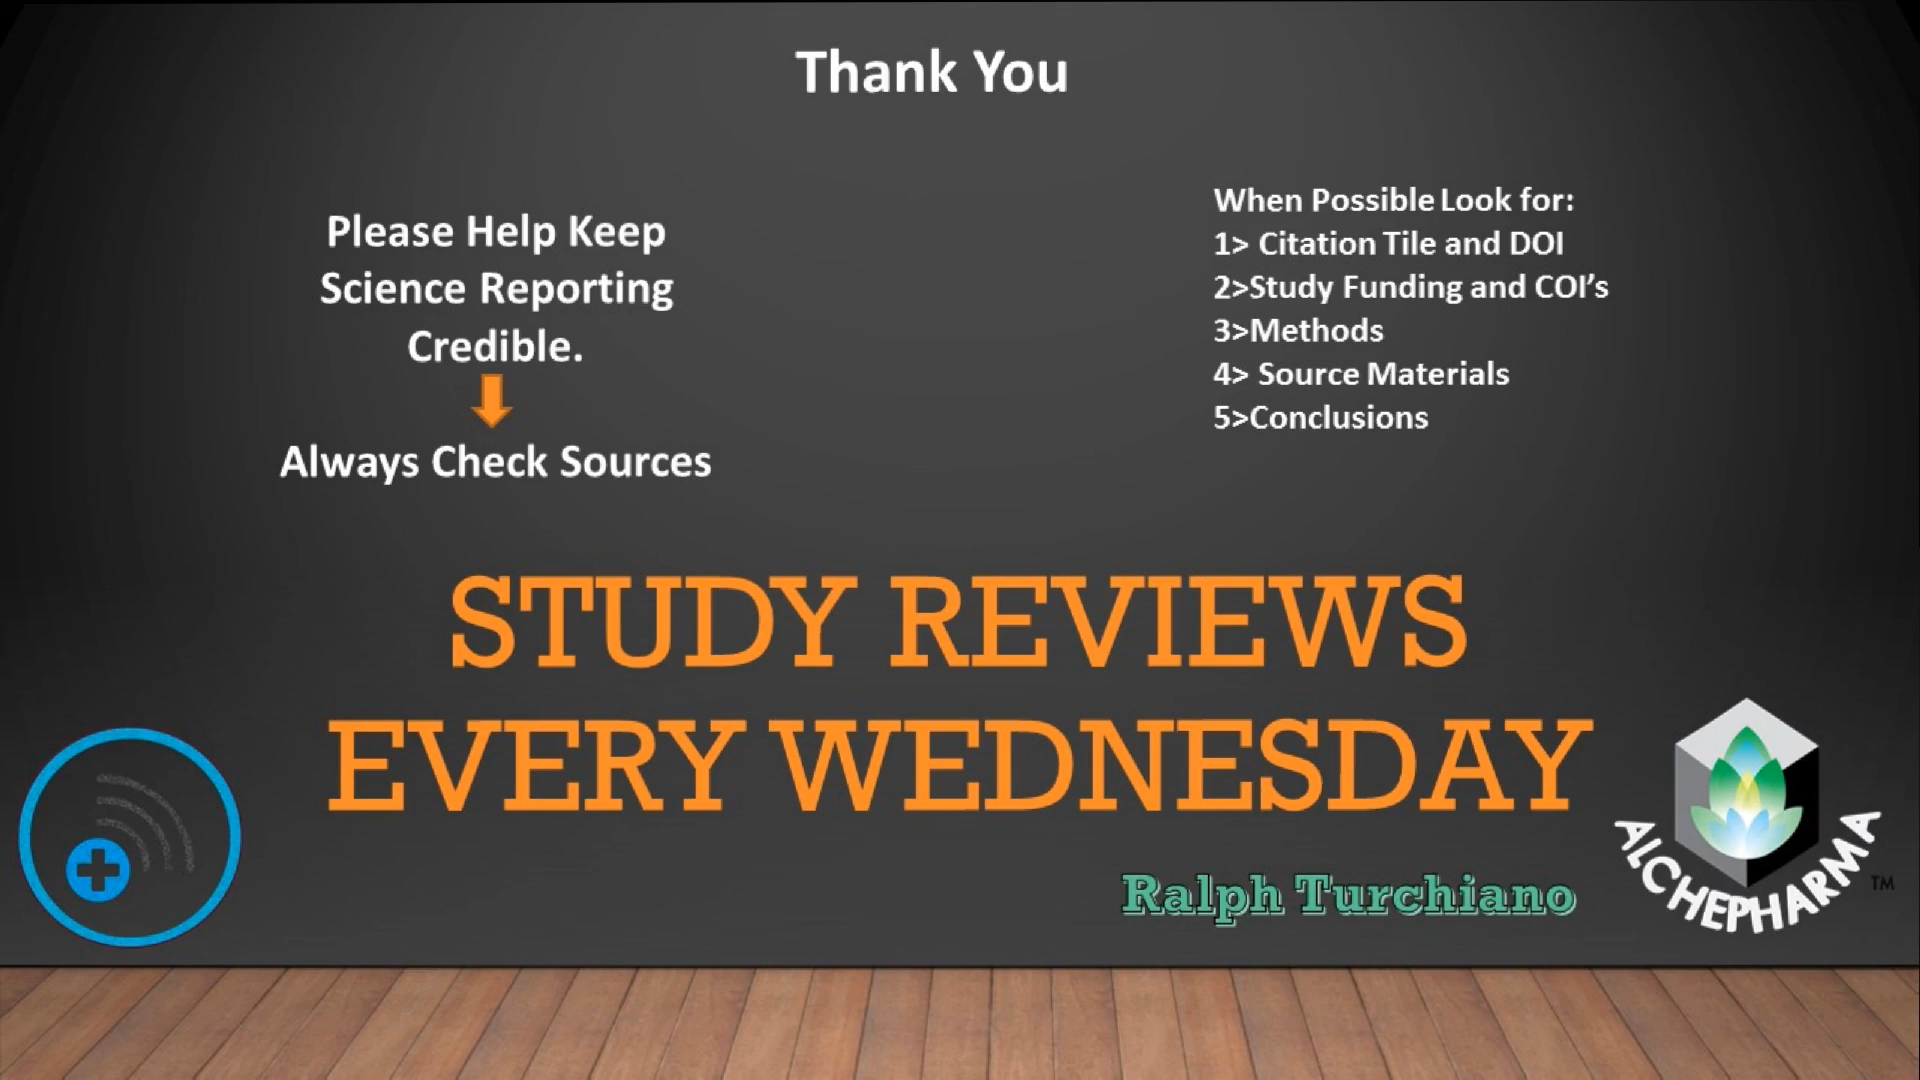 Thank You
Please Help Keep
Science Reporting
Credible.
Always Check Sources
When Possible Look for:
1> Citation Tile and DOI
2>Study Funding and COI’s
3>Methods
4> Source Materials
5>Conclusions
STUDY REVIEWS
EVERY WEDNESDAY
Ralph Turchiano
ALCHEPHARMA TM